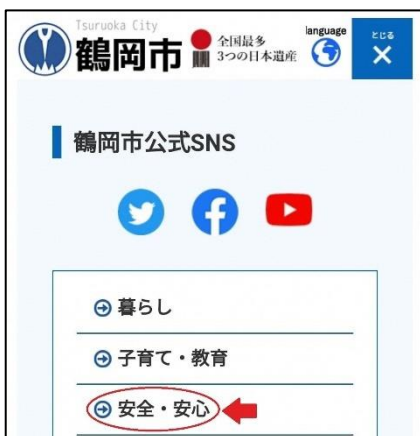 Tsuruoka City
鶴岡市
全国最多
3つの日本遺産
language
とじる
鶴岡市公式SNS
暮らし
子育て・教育
安全・安心